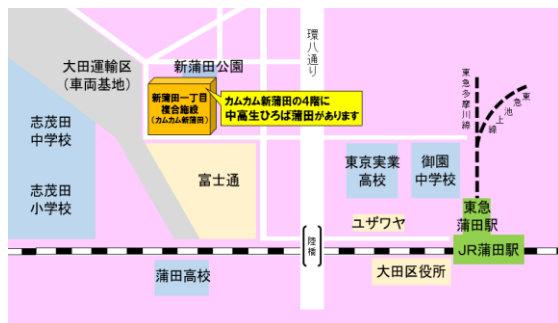 大田運輸区
（車両基地）
新蒲田公園
環八通り
新蒲田一丁目
複合施設
（カムカム新蒲田）
カムカム新蒲田の４階に
中高生ひろば蒲田があります
東急多摩川線
東急池上線
志茂田
中学校
志茂田
小学校
富士通
東京実業
高校
御園
中学校
ユザワヤ
東急
蒲田駅
JR蒲田駅
陸橋
蒲田高校
大田区役所